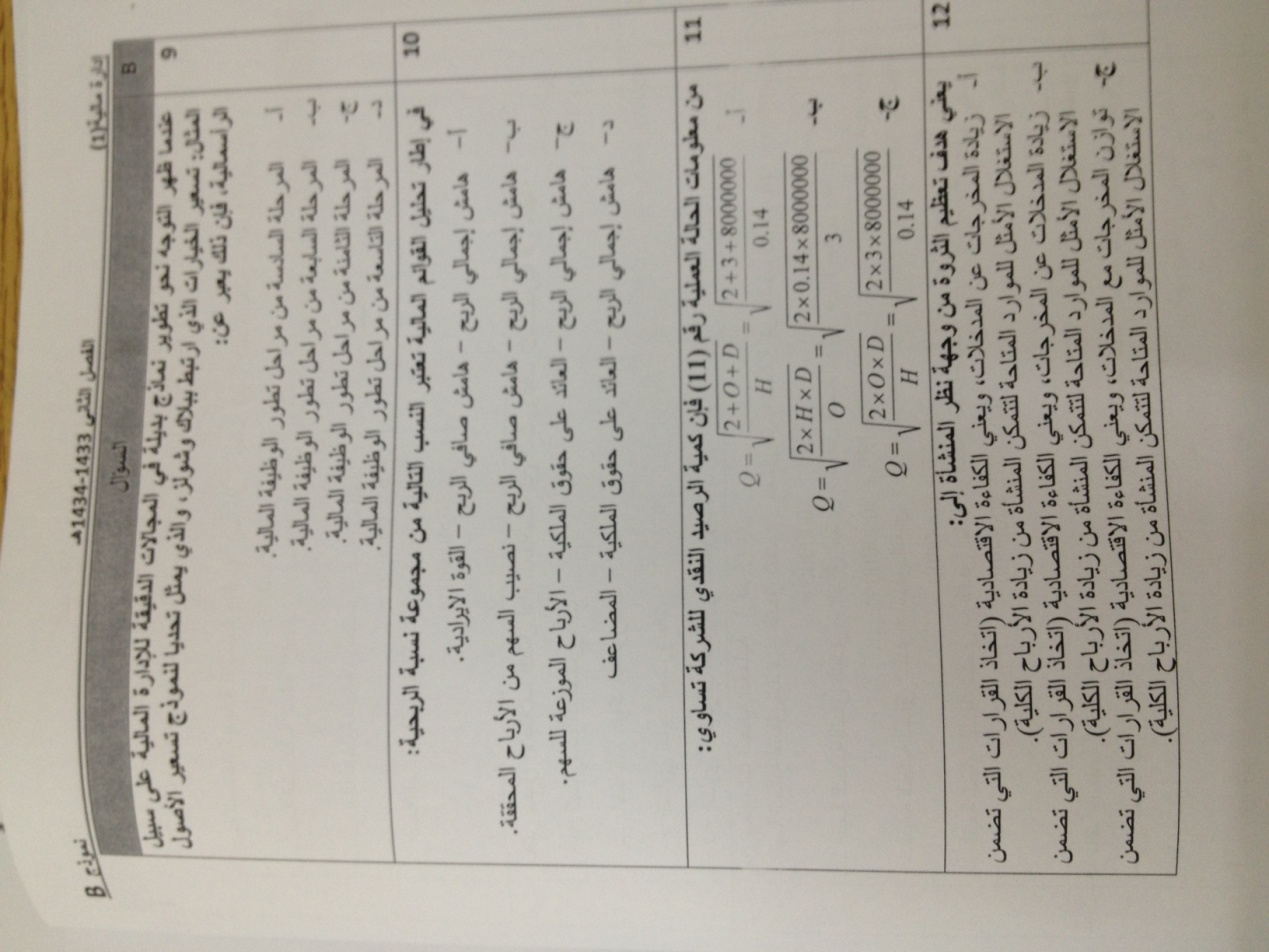 إدارة مالية(1)
الفصل الثاني 1433-1434هـ
نموذج B
B
السؤال
9
عندما ظهر التوجه نحو تطوير نماذج بديلة في المجالات الدقيقة للإدارة المالية على سبيل
المثال: تسعير الخيارات الذي ارتبط ببلاك وشولز، والذي يمثل تحديا لنموذج تسعير الأصول
الرأسمالية، فإن ذلك يعبر عن:
أ- المرحلة السادسة من مراحل تطور الوظيفة المالية.
ب- المرحلة السابعة من مراحل تطور الوظيفة المالية.
ج- المرحلة الثامنة من مراحل تطور الوظيفة المالية.
د- المرحلة التاسعة من مراحل تطور الوظيفة المالية.
10
في إطار تحليل القوائم المالية تعتبر النسب التالية من مجموعة نسبة الربحية:
أ- هامش إجمالي الربح – هامش صافي الربح – القوة الايرادية.
ب- هامش إجمالي الربح – هامش صافي الربح – نصيب السهم من الأرباح المحققة.
ج- هامش إجمالي الربح – العائد على حقوق الملكية – الأرباح الموزعة للسهم.
د- هامش إجمالي الربح – العائد على حقوق الملكية – المضاعف
11
من معلومات الحالة العملية رقم (11) فإن كمية الرصيد النقدي للشركة تساوي:
أ- Q = √((2+O+D)/H) = √((2+3+8000000)/0.14)
ب- Q = √((2×H×D)/O) = √((2×0.14×8000000)/3)
ج- Q = √((2×O×D)/H) = √((2×3×8000000)/0.14)
12
يعني هدف تعظيم الثروة من وجهة نظر المنشأة إلى:
أ- زيادة المخرجات عن المدخلات، ويعني الكفاءة الاقتصادية (اتخاذ القرارات التي تضمن
الاستغلال الأمثل للموارد المتاحة لتتمكن المنشأة من زيادة الأرباح الكلية).
ب- زيادة المدخلات عن المخرجات، ويعني الكفاءة الاقتصادية (اتخاذ القرارات التي تضمن
الاستغلال الأمثل للموارد المتاحة لتتمكن المنشأة من زيادة الأرباح الكلية).
ج- توازن المخرجات مع المدخلات، ويعني الكفاءة الاقتصادية (اتخاذ القرارات التي تضمن
الاستغلال الأمثل للموارد المتاحة لتتمكن المنشأة من زيادة الأرباح الكلية).